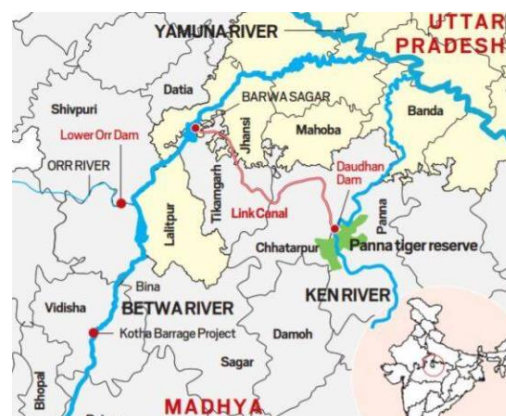 UTTAR
PRADESH
YAMUNA RIVER
Datia
Shivpuri
BARWA SAGAR
Banda
Lower Orr Dam
Jhansi
Mahoba
ORR RIVER
Daudhan
Dam
Tikamgarh
Lalitpur
Link Canal
Panna
Chhatarpur
Panna tiger reserve
Bina
Vidisha
BETWA RIVER
KEN RIVER
Kotha Barrage Project
Damoh
Sagar
Bhopal
MADHYA